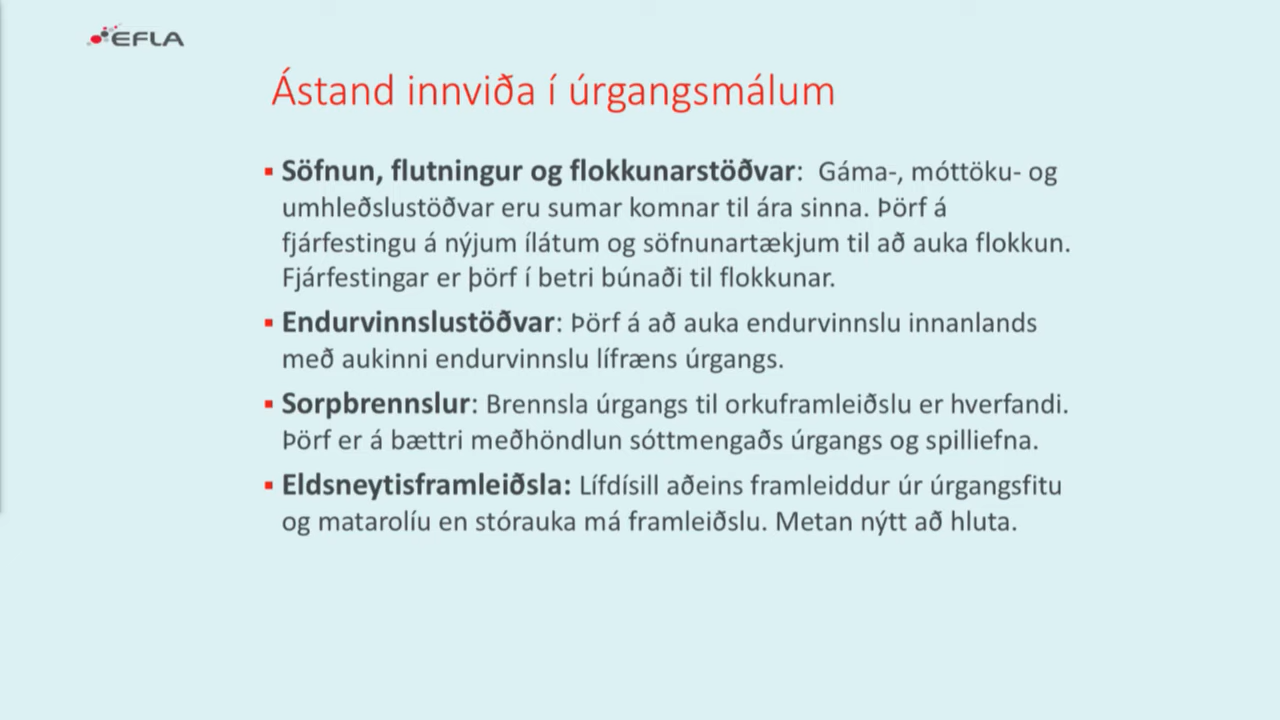 EFLA
Ástand innviða í úrgangsmálum
▪ Söfnun, flutningur og flokkunarstöðvar: Gáma-, móttöku- og
umhleðslustöðvar eru sumar komnar til ára sinna. Þörf á
fjárfestingu á nýjum ílátum og söfnunartækjum til að auka flokkun.
Fjárfestingar er þörf í betri búnaði til flokkunar.
▪ Endurvinnslustöðvar: Þörf á að auka endurvinnslu innanlands
með aukinni endurvinnslu lífræns úrgangs.
▪ Sorpbrennslur: Brennsla úrgangs til orkuframleiðslu er hverfandi.
Þörf er á bættri meðhöndlun sóttmengaðs úrgangs og spilliefna.
▪ Eldsneytisframleiðsla: Lífdísill aðeins framleiddur úr úrgangsfitu
og matarolíu en stórauka má framleiðslu. Metan nýtt að hluta.